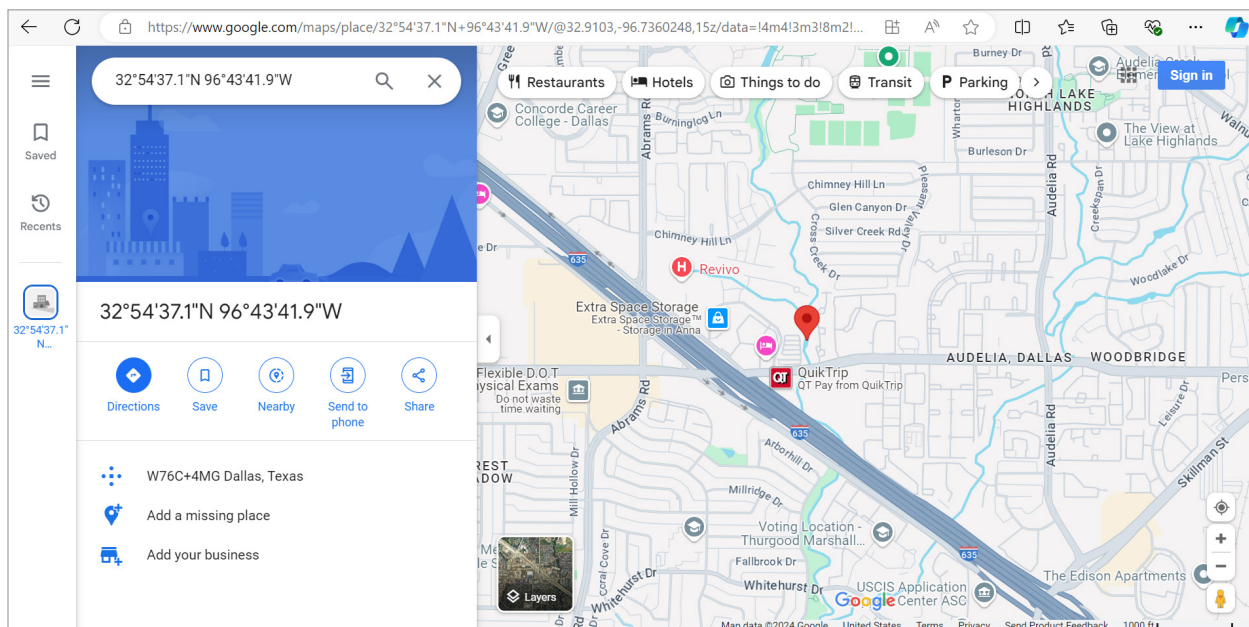 https://www.google.com/maps/place/32°54'37.1"N+96°43'41.9"W/@32.9103,-96.7360248,15z/data=!4m4!3m3!8m2!...
32°54'37.1"N 96°43'41.9"W
Restaurants
Hotels
Things to do
Transit
Parking
Sign in
Saved
Recents
32°54'37.1"
N...
32°54'37.1"N 96°43'41.9"W
Directions
Save
Nearby
Send to
phone
Share
W76C+4MG Dallas, Texas
Add a missing place
Add your business
Concorde Career
College - Dallas
Abrams Rd
Burninglog Ln
Burney Dr
LAKE
HIGHLANDS
The View at
Lake Highlands
Burleson Dr
Chimney Hill Ln
Glen Canyon Dr
Silver Creek Rd
Pleasant Valley Dr
Cross Creek Dr
Audelia Rd
Creekspan Dr
Woodlake Dr
Chimney Hill Ln
e Dr
635
Revivo
Extra Space Storage
Extra Space Storage™
- Storage in Anna
AUDELIA, DALLAS
WOODBRIDGE
QT
QuikTrip
QT Pay from QuikTrip
Flexible D.O.T
ysical Exams
Do not waste
time waiting
Pers
Leisure Dr
Abrams Rd
635
Audelia Rd
Arborhill Dr
Skillman St
REST
DOW
Mill Hollow Dr
Millridge Dr
Voting Location -
Thurgood Marshall...
Coral Cove Dr
635
Fallbrook Dr
Whitehurst Dr
Whitehurst Dr
USCIS Application
Center ASC
The Edison Apartments
Layers
Google
Map data ©2024 Google
United States
Terms
Privacy
Send Product Feedback
1000 ft